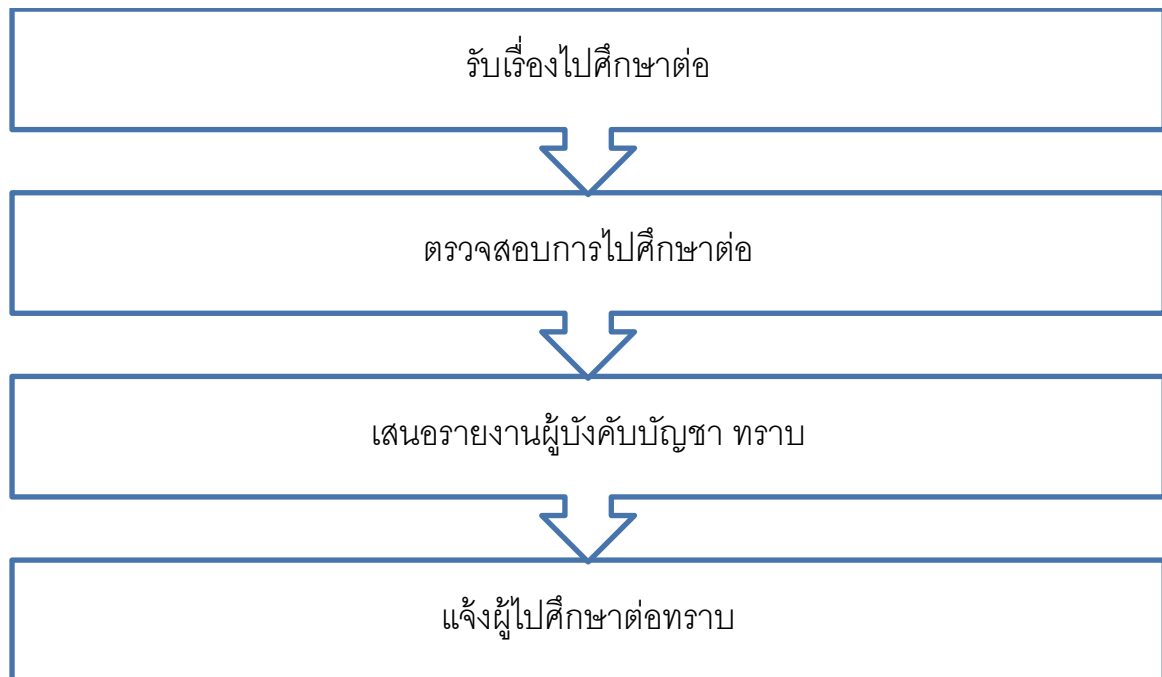 รับเรื่องไปศึกษาต่อ
ตรวจสอบการไปศึกษาต่อ
เสนอรายงานผู้บังคับบัญชา ทราบ
แจ้งผู้ไปศึกษาต่อทราบ